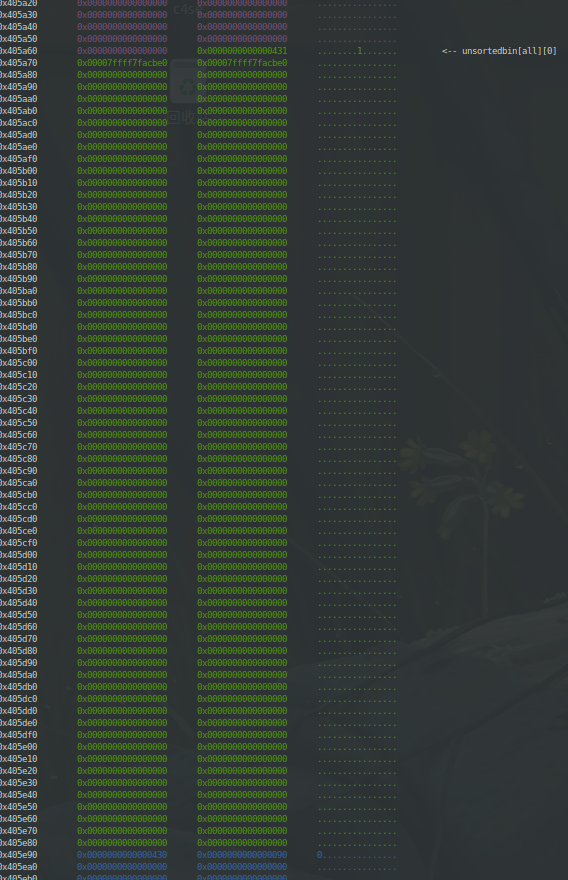 0x405a20 0x0000000000000000 0x0000000000000000 ................
0x405a30 0x0000000000000000 0x0000000000000000 ................
0x405a40 0x0000000000000000 0x0000000000000000 ................
0x405a50 0x0000000000000000 0x0000000000000000 ................
0x405a60 0x0000000000000000 0x0000000000000431 ........1....... <-- unsortedbin[all][0]
0x405a70 0x00007ffff7facbe0 0x00007ffff7facbe0 ................
0x405a80 0x0000000000000000 0x0000000000000000 ................
0x405a90 0x0000000000000000 0x0000000000000000 ................
0x405aa0 0x0000000000000000 0x0000000000000000 ................
0x405ab0 0x0000000000000000 0x0000000000000000 ................
0x405ac0 0x0000000000000000 0x0000000000000000 ................
0x405ad0 0x0000000000000000 0x0000000000000000 ................
0x405ae0 0x0000000000000000 0x0000000000000000 ................
0x405af0 0x0000000000000000 0x0000000000000000 ................
0x405b00 0x0000000000000000 0x0000000000000000 ................
0x405b10 0x0000000000000000 0x0000000000000000 ................
0x405b20 0x0000000000000000 0x0000000000000000 ................
0x405b30 0x0000000000000000 0x0000000000000000 ................
0x405b40 0x0000000000000000 0x0000000000000000 ................
0x405b50 0x0000000000000000 0x0000000000000000 ................
0x405b60 0x0000000000000000 0x0000000000000000 ................
0x405b70 0x0000000000000000 0x0000000000000000 ................
0x405b80 0x0000000000000000 0x0000000000000000 ................
0x405b90 0x0000000000000000 0x0000000000000000 ................
0x405ba0 0x0000000000000000 0x0000000000000000 ................
0x405bb0 0x0000000000000000 0x0000000000000000 ................
0x405bc0 0x0000000000000000 0x0000000000000000 ................
0x405bd0 0x0000000000000000 0x0000000000000000 ................
0x405be0 0x0000000000000000 0x0000000000000000 ................
0x405bf0 0x0000000000000000 0x0000000000000000 ................
0x405c00 0x0000000000000000 0x0000000000000000 ................
0x405c10 0x0000000000000000 0x0000000000000000 ................
0x405c20 0x0000000000000000 0x0000000000000000 ................
0x405c30 0x0000000000000000 0x0000000000000000 ................
0x405c40 0x0000000000000000 0x0000000000000000 ................
0x405c50 0x0000000000000000 0x0000000000000000 ................
0x405c60 0x0000000000000000 0x0000000000000000 ................
0x405c70 0x0000000000000000 0x0000000000000000 ................
0x405c80 0x0000000000000000 0x0000000000000000 ................
0x405c90 0x0000000000000000 0x0000000000000000 ................
0x405ca0 0x0000000000000000 0x0000000000000000 ................
0x405cb0 0x0000000000000000 0x0000000000000000 ................
0x405cc0 0x0000000000000000 0x0000000000000000 ................
0x405cd0 0x0000000000000000 0x0000000000000000 ................
0x405ce0 0x0000000000000000 0x0000000000000000 ................
0x405cf0 0x0000000000000000 0x0000000000000000 ................
0x405d00 0x0000000000000000 0x0000000000000000 ................
0x405d10 0x0000000000000000 0x0000000000000000 ................
0x405d20 0x0000000000000000 0x0000000000000000 ................
0x405d30 0x0000000000000000 0x0000000000000000 ................
0x405d40 0x0000000000000000 0x0000000000000000 ................
0x405d50 0x0000000000000000 0x0000000000000000 ................
0x405d60 0x0000000000000000 0x0000000000000000 ................
0x405d70 0x0000000000000000 0x0000000000000000 ................
0x405d80 0x0000000000000000 0x0000000000000000 ................
0x405d90 0x0000000000000000 0x0000000000000000 ................
0x405da0 0x0000000000000000 0x0000000000000000 ................
0x405db0 0x0000000000000000 0x0000000000000000 ................
0x405dc0 0x0000000000000000 0x0000000000000000 ................
0x405dd0 0x0000000000000000 0x0000000000000000 ................
0x405de0 0x0000000000000000 0x0000000000000000 ................
0x405df0 0x0000000000000000 0x0000000000000000 ................
0x405e00 0x0000000000000000 0x0000000000000000 ................
0x405e10 0x0000000000000000 0x0000000000000000 ................
0x405e20 0x0000000000000000 0x0000000000000000 ................
0x405e30 0x0000000000000000 0x0000000000000000 ................
0x405e40 0x0000000000000000 0x0000000000000000 ................
0x405e50 0x0000000000000000 0x0000000000000000 ................
0x405e60 0x0000000000000000 0x0000000000000000 ................
0x405e70 0x0000000000000000 0x0000000000000000 ................
0x405e80 0x0000000000000000 0x0000000000000000 ................
0x405e90 0x0000000000000430 0x0000000000000090 0...............
0x405ea0 0x0000000000000000 0x0000000000000000 ................
0x405eb0 0x0000000000000000 0x0000000000000000 ................